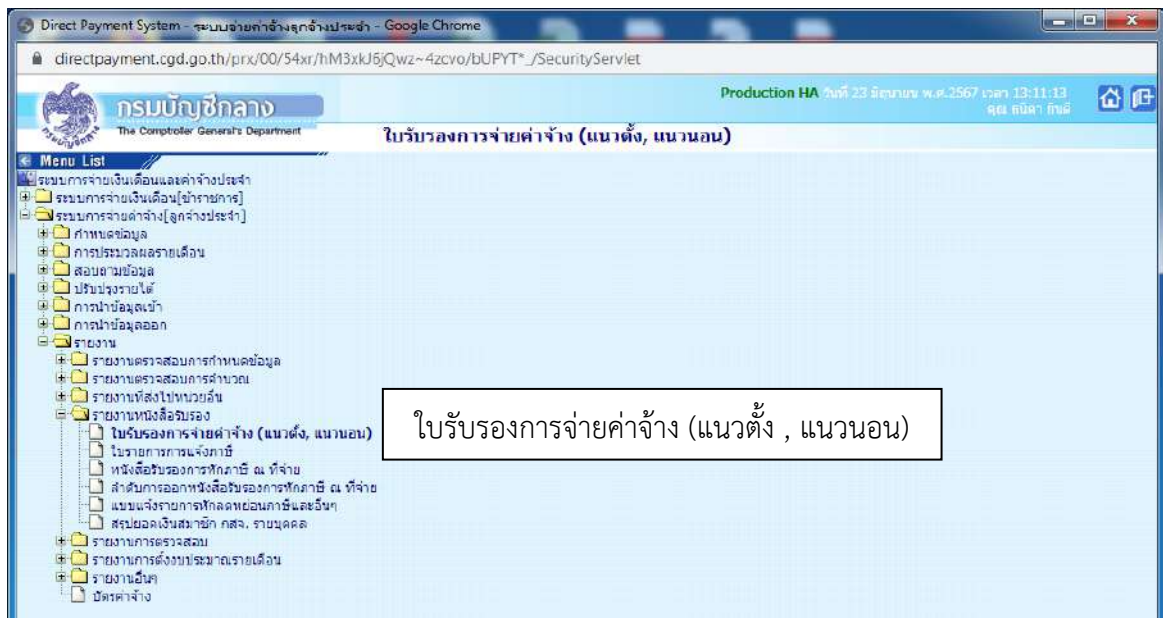 Direct Payment System - ระบบจ่ายค่าจ้างลูกจ้างประจำ - Google Chrome
directpayment.cgd.go.th/prx/00/54xr/hM3xkJ6jQwz~4zcvo/bUPYT*_/SecurityServlet
กรมบัญชีกลาง
The Comptroller General's Department
Production HA วันที่ 23 มิถุนายน พ.ศ.2567 เวลา 13:11:13
คุณ
ใบรับรองการจ่ายค่าจ้าง (แนวตั้ง, แนวนอน)
Menu List
ระบบการจ่ายเงินเดือนและค่าจ้างประจำ
ระบบการจ่ายเงินเดือน[ข้าราชการ]
ระบบการจ่ายค่าจ้าง[ลูกจ้างประจำ]
กำหนดข้อมูล
การประมวลผลรายเดือน
สอบถามข้อมูล
ปรับปรุงรายได้
การนำข้อมูลเข้า
การนำข้อมูลออก
รายงาน
รายงานตรวจสอบการกำหนดข้อมูล
รายงานตรวจสอบการคำนวณ
รายงานที่ส่งไปหน่วยอื่น
รายงานหนังสือรับรอง
ใบรับรองการจ่ายค่าจ้าง (แนวตั้ง, แนวนอน)
ใบรายการการแจ้งภาษี
หนังสือรับรองการหักภาษี ณ ที่จ่าย
ลำดับการออกหนังสือรับรองการหักภาษี ณ ที่จ่าย
แบบแจ้งรายการหักลดหย่อนภาษีและอื่นๆ
สรุปยอดเงินสมาชิก กสจ. รายบุคคล
รายงานการตรวจสอบ
รายงานการตั้งงบประมาณรายเดือน
รายงานอื่นๆ
บัตรค่าจ้าง
ใบรับรองการจ่ายค่าจ้าง (แนวตั้ง , แนวนอน)